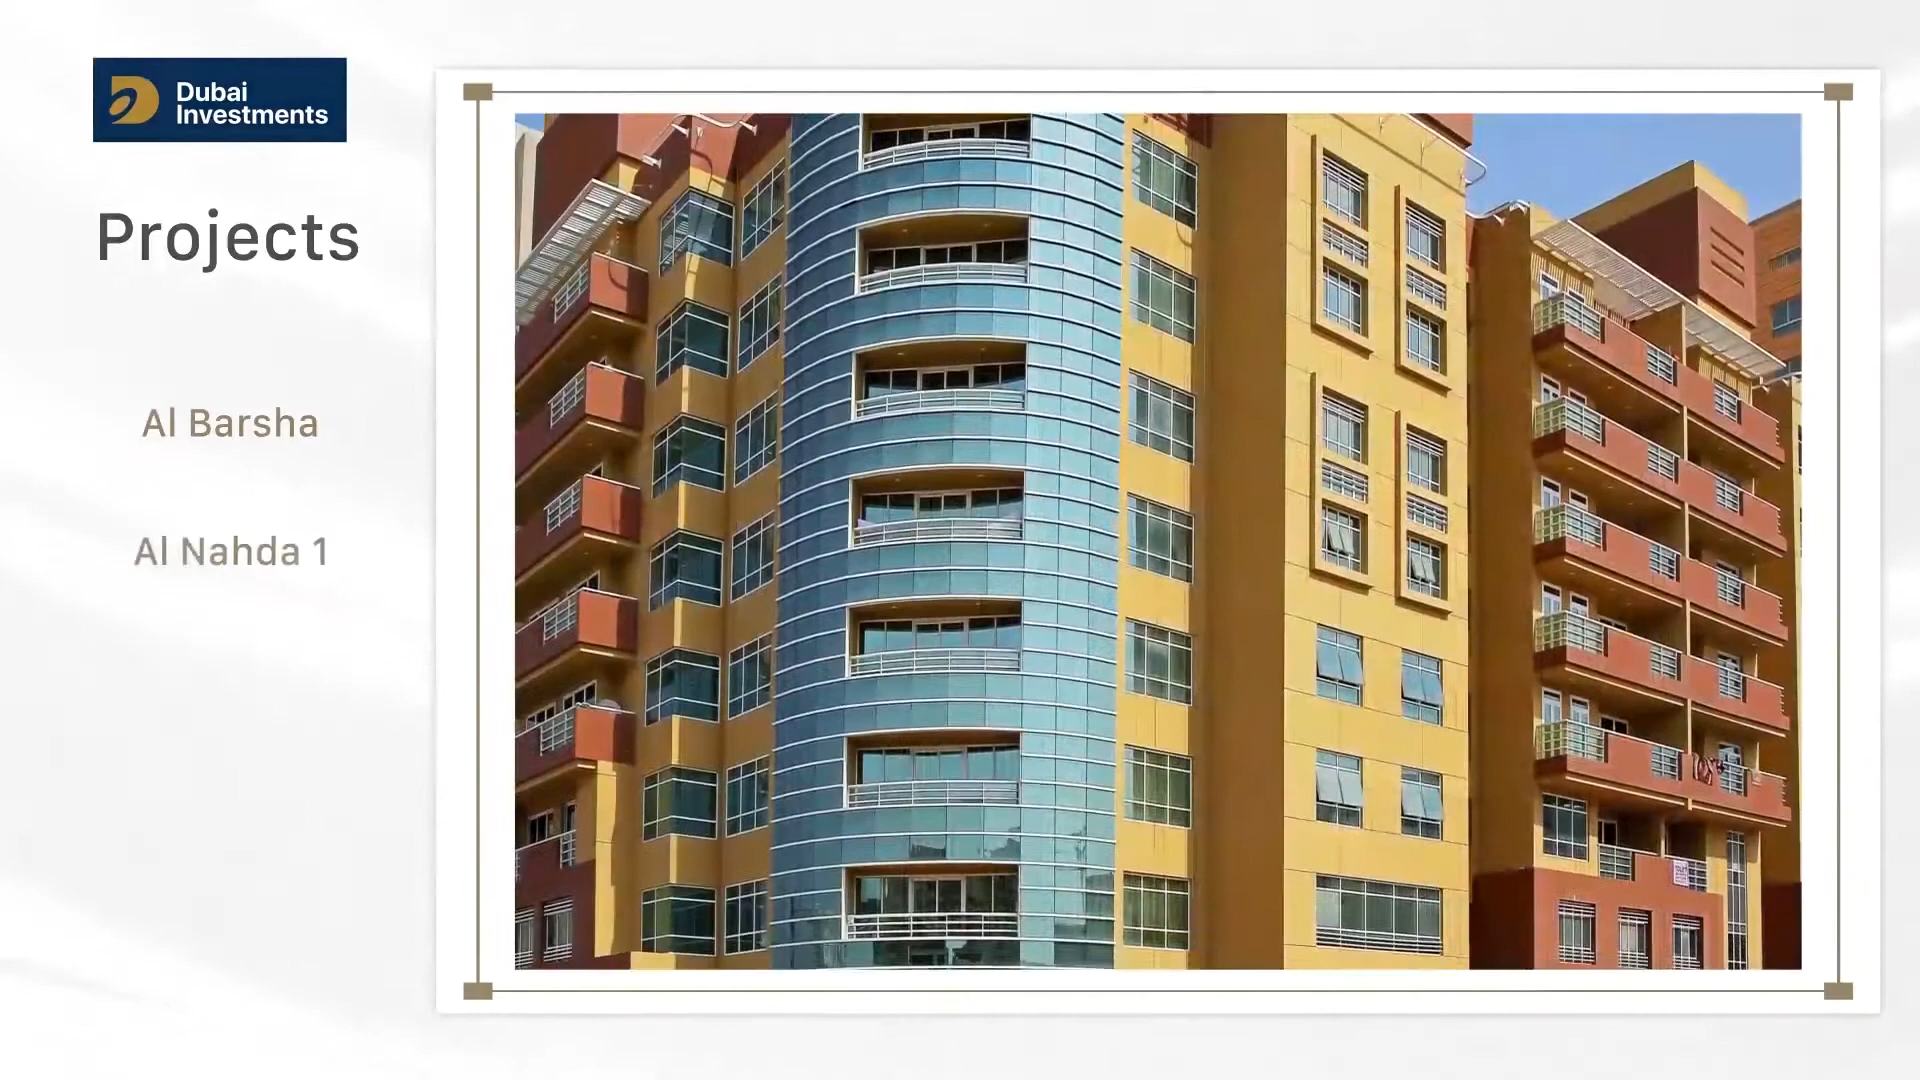 Dubai
Investments
Projects
Al Barsha
Al Nahda 1